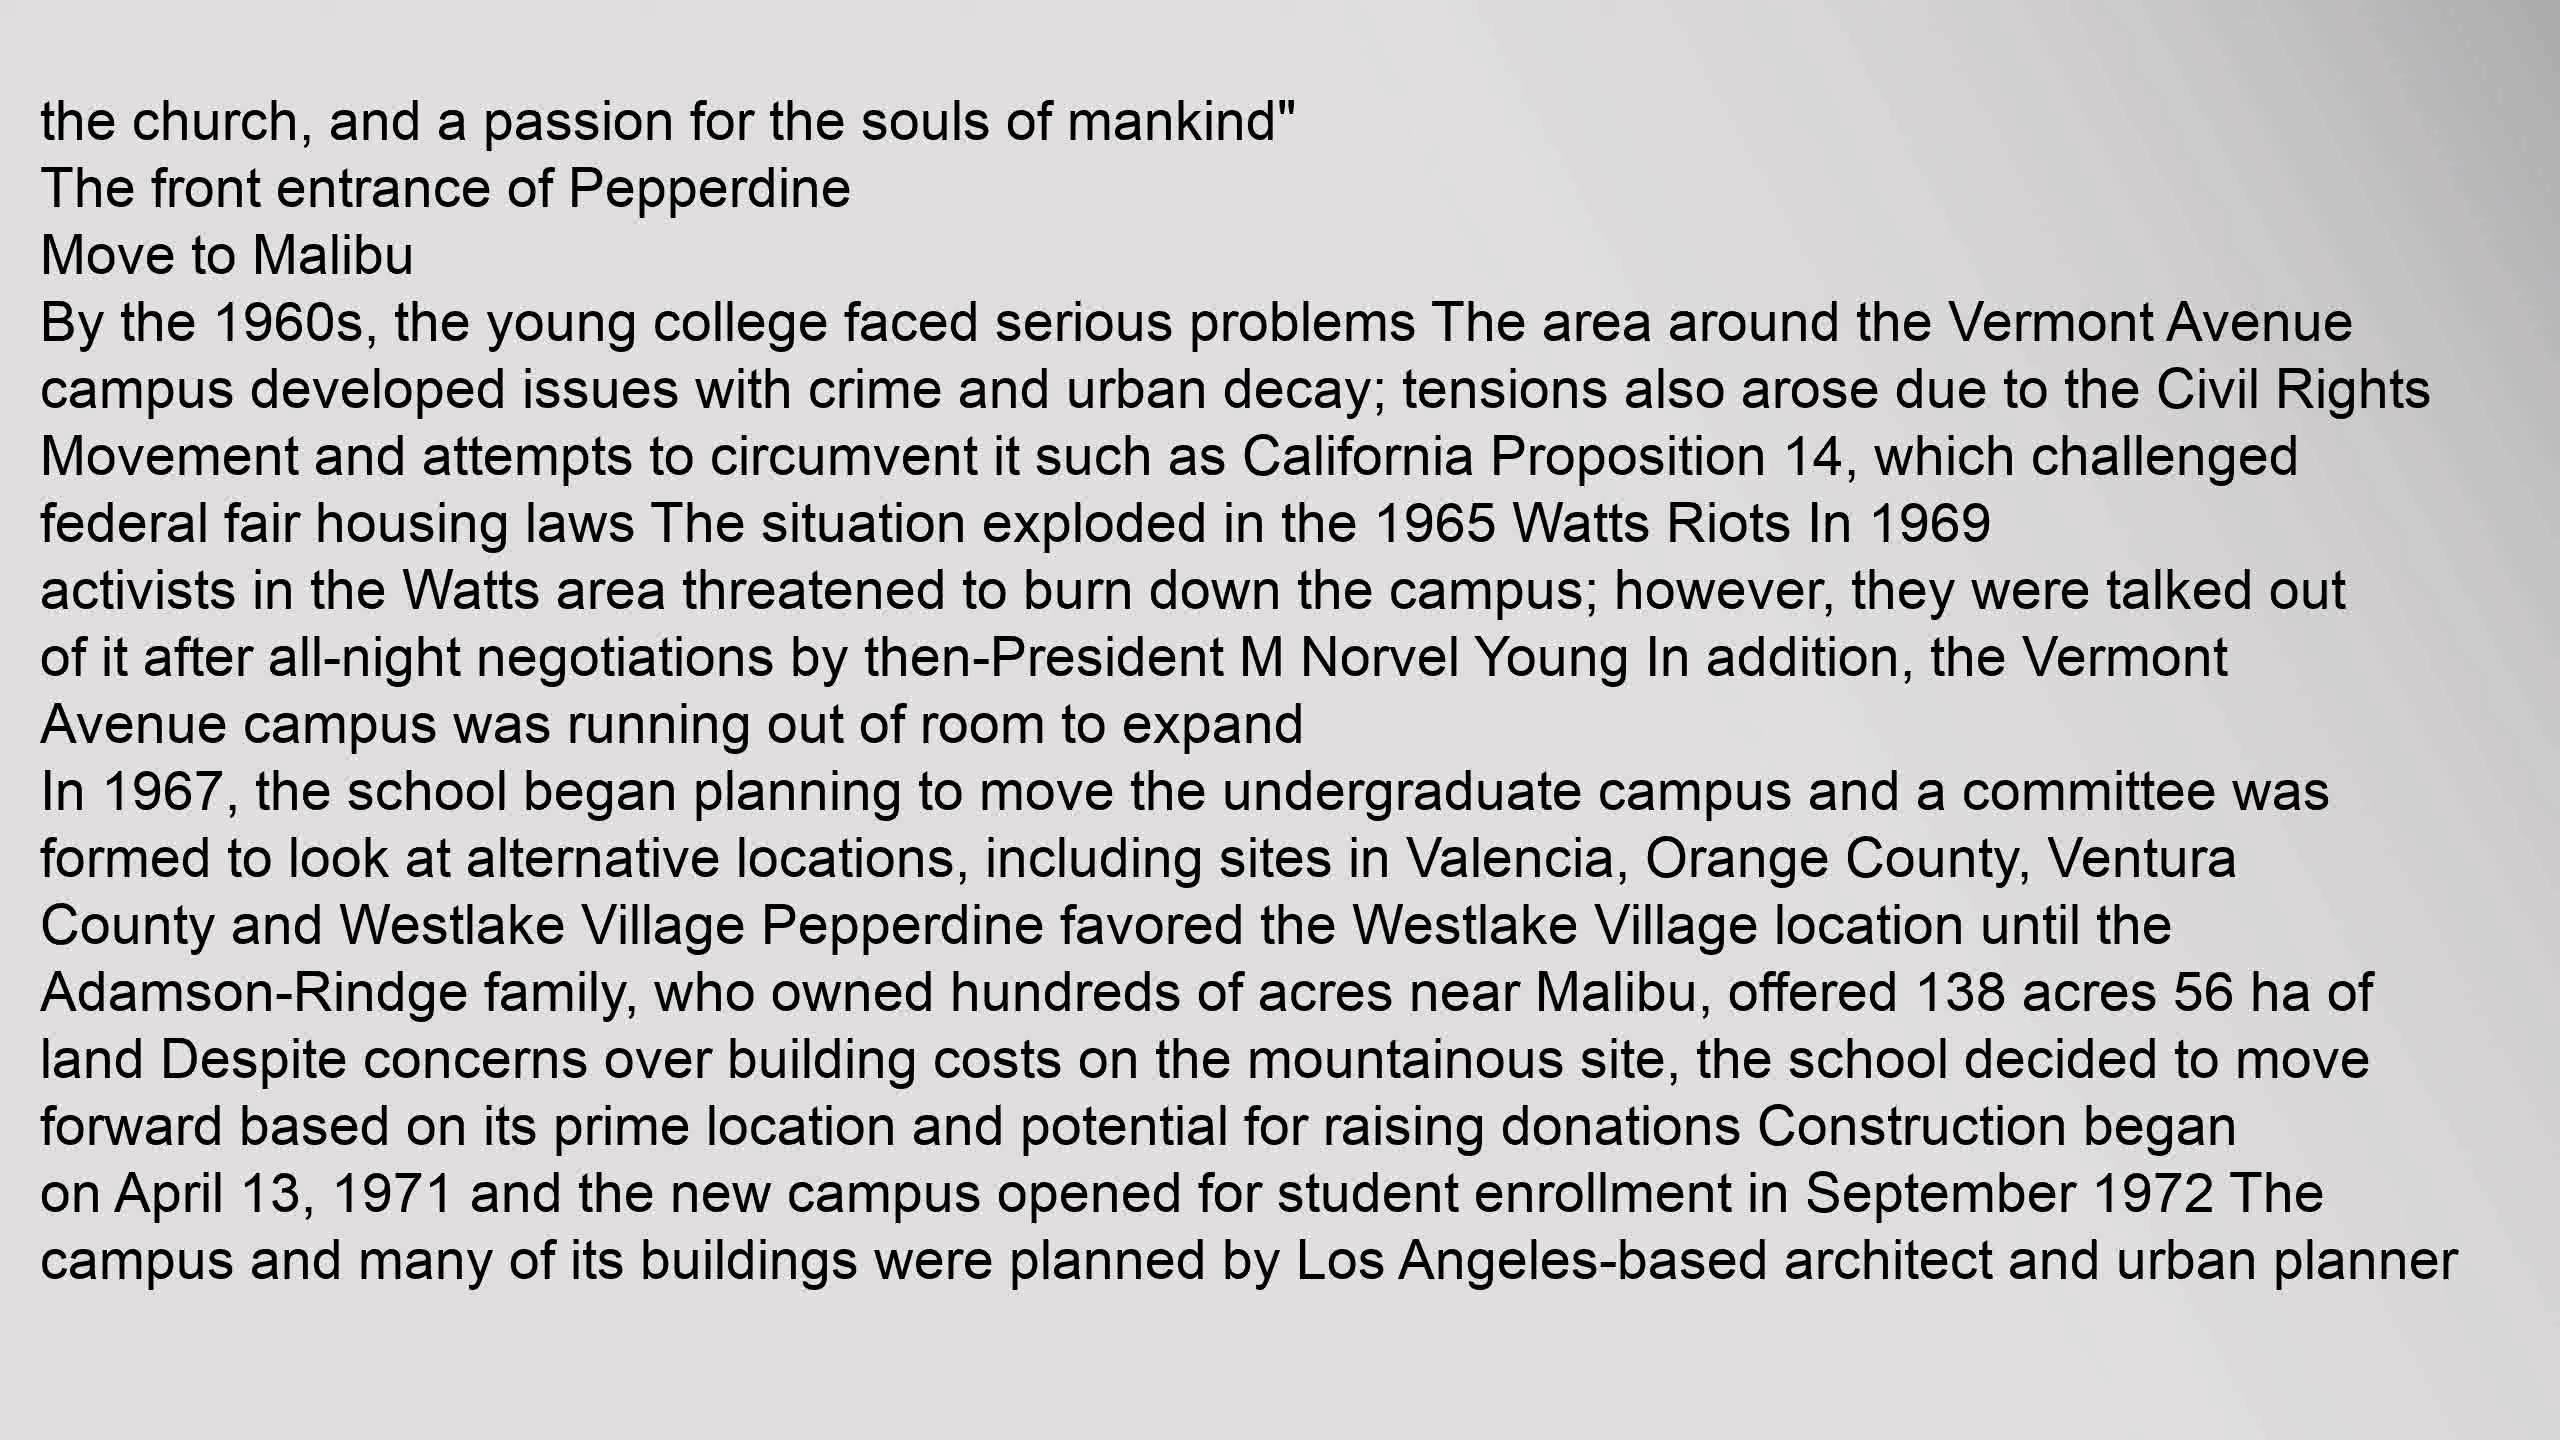 the church, and a passion for the souls of mankind"
The front entrance of Pepperdine
Move to Malibu
By the 1960s, the young college faced serious problems The area around the Vermont Avenue
campus developed issues with crime and urban decay; tensions also arose due to the Civil Rights
Movement and attempts to circumvent it such as California Proposition 14, which challenged
federal fair housing laws The situation exploded in the 1965 Watts Riots In 1969
activists in the Watts area threatened to burn down the campus; however, they were talked out
of it after all-night negotiations by then-President M Norvel Young In addition, the Vermont
Avenue campus was running out of room to expand
In 1967, the school began planning to move the undergraduate campus and a committee was
formed to look at alternative locations, including sites in Valencia, Orange County, Ventura
County and Westlake Village Pepperdine favored the Westlake Village location until the
Adamson-Rindge family, who owned hundreds of acres near Malibu, offered 138 acres 56 ha of
land Despite concerns over building costs on the mountainous site, the school decided to move
forward based on its prime location and potential for raising donations Construction began
on April 13, 1971 and the new campus opened for student enrollment in September 1972 The
campus and many of its buildings were planned by Los Angeles-based architect and urban planner